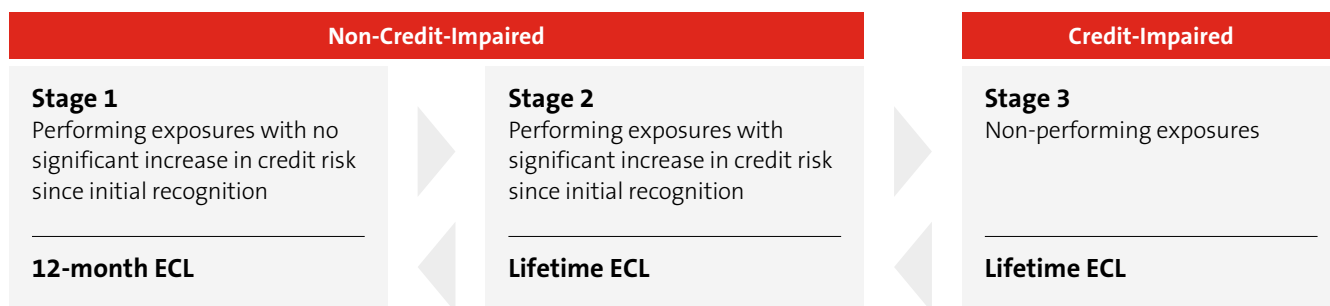 Non-Credit-Impaired
Credit-Impaired
Stage 1
Performing exposures with no
significant increase in credit risk
since initial recognition
12-month ECL
Stage 2
Performing exposures with
significant increase in credit risk
since initial recognition
Lifetime ECL
Stage 3
Non-performing exposures
Lifetime ECL